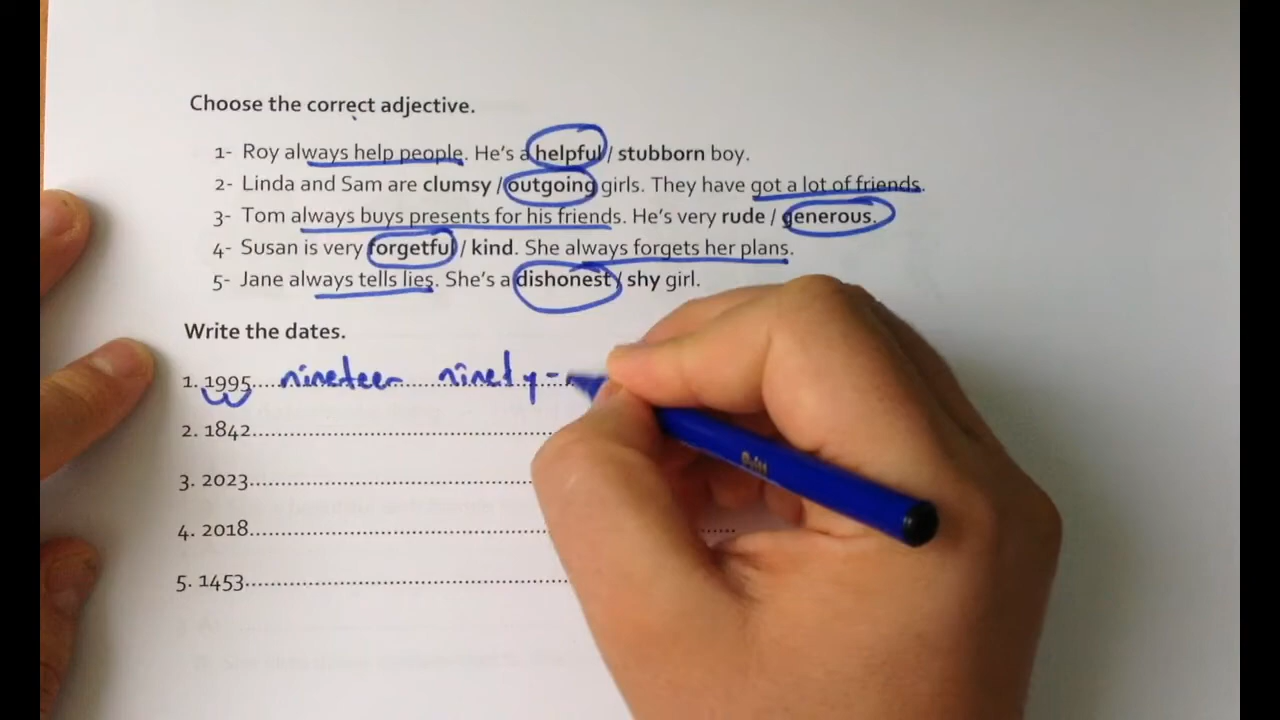 Choose the correct adjective.
1- Roy always help people. He's a helpful / stubborn boy.
2- Linda and Sam are clumsy / outgoing girls. They have got a lot of friends.
3- Tom always buys presents for his friends. He's very rude / generous.
4- Susan is very forgetful / kind. She always forgets her plans.
5- Jane always tells lies. She's a dishonest / shy girl.
Write the dates.
1. 1995.... nineteen ninety-
2. 1842..........................................................
3. 2023.....................................................
4. 2018.....................................................
5. 1453..........................................................